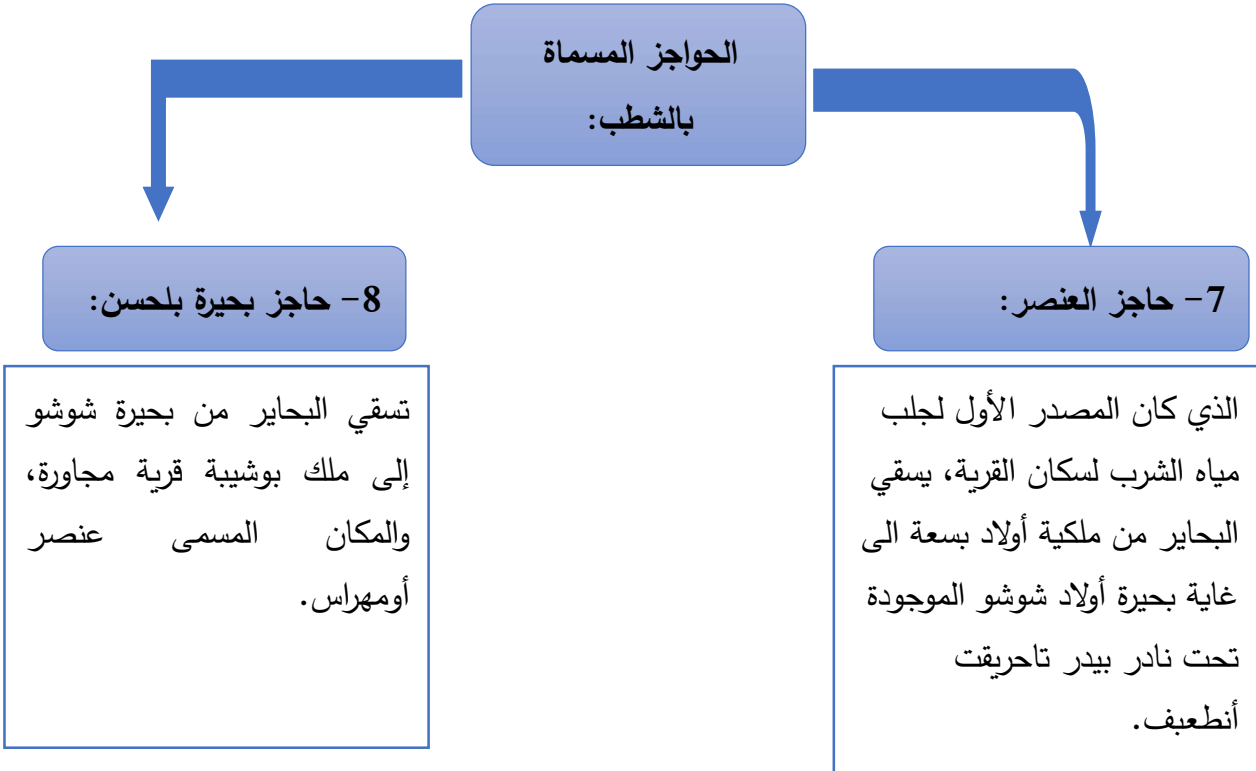 الحواجز المسماة
بالشطب:
7- حاجز العنصر:
الذي كان المصدر الأول لجلب
مياه الشرب لسكان القرية، يسقي
البحاير من ملكية أولاد بسعة الى
غاية بحيرة أولاد شوشو الموجودة
تحت نادر بيدر تاحريقت
أنطعبف.
8- حاجز بحيرة بلحسن:
تسقي البحاير من بحيرة شوشو
إلى ملك بوشيبة قرية مجاورة،
والمكان المسمى عنصر
أومهراس.